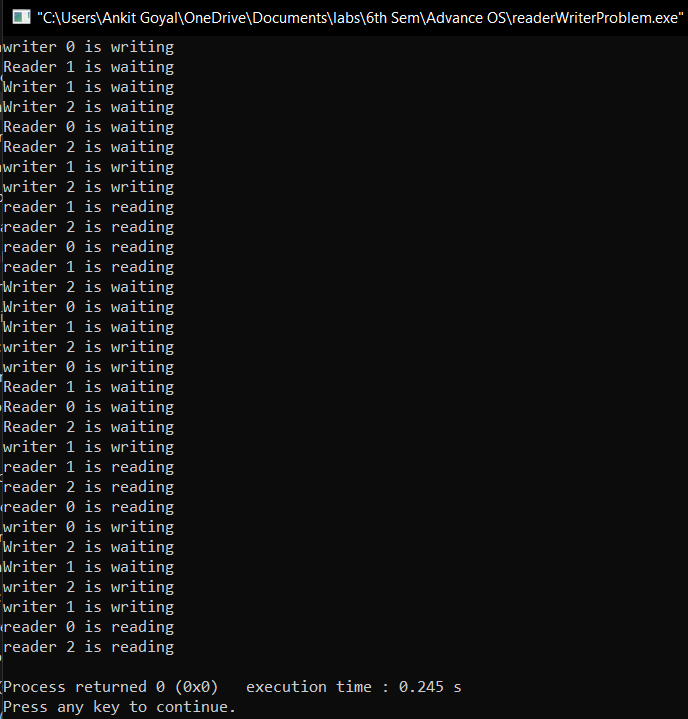 "C:\Users\Ankit Goyal\OneDrive\Documents\labs\6th Sem\Advance OS\readerWriterProblem.exe"
writer 0 is writing
Reader 1 is waiting
Writer 1 is waiting
Writer 2 is waiting
Reader 0 is waiting
Reader 2 is waiting
writer 1 is writing
writer 2 is writing
reader 1 is reading
reader 2 is reading
reader 0 is reading
reader 1 is reading
Writer 2 is waiting
Writer 0 is waiting
Writer 1 is waiting
writer 2 is writing
writer 0 is writing
Reader 1 is waiting
Reader 0 is waiting
Reader 2 is waiting
writer 1 is writing
reader 1 is reading
reader 2 is reading
reader 0 is reading
writer 0 is writing
Writer 2 is waiting
Writer 1 is waiting
writer 2 is writing
writer 1 is writing
reader 0 is reading
reader 2 is reading
Process returned 0 (0x0)   execution time : 0.245 s
Press any key to continue.